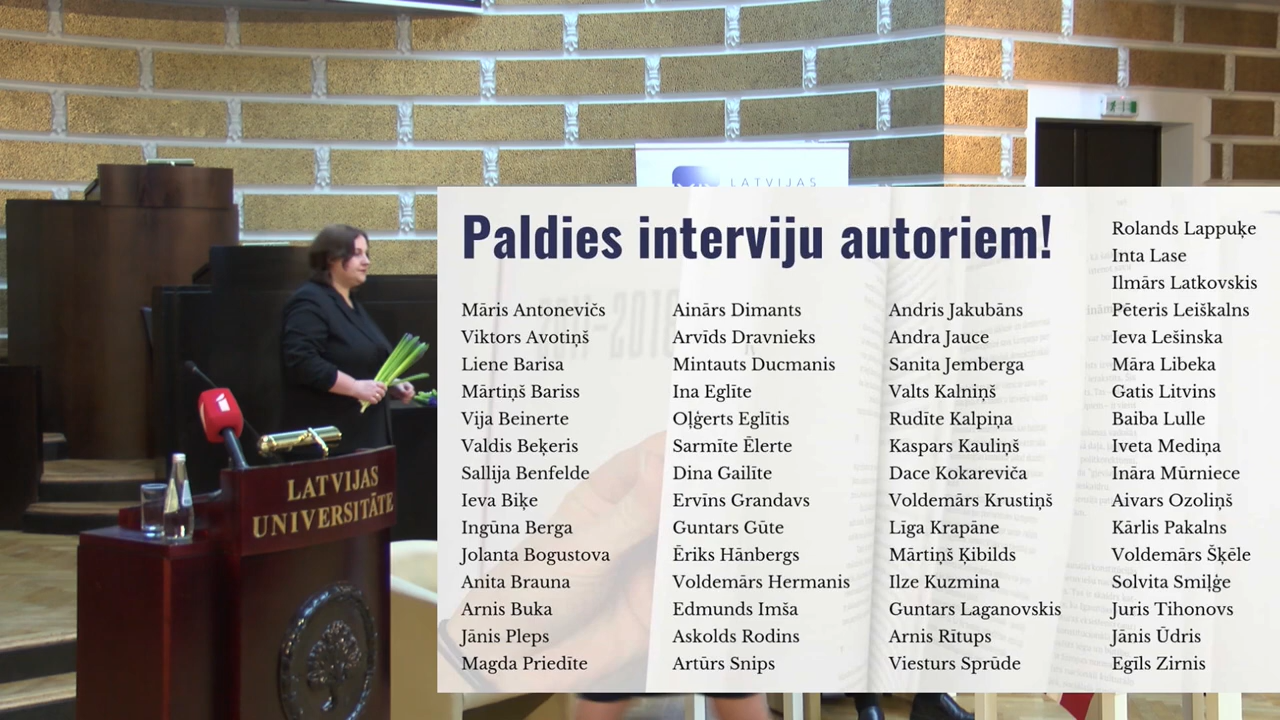 LATVIJAS
Paldies interviju autoriem!
Māris Antonevičs
Viktors Avotiņš
Liene Barisa
Mārtiņš Bariss
Vija Beinerte
Valdis Beķeris
Sallija Benfelde
Ieva Biķe
Ingūna Berga
Jolanta Bogustova
Anita Brauna
Arnis Buka
Jānis Pleps
Magda Priedīte
Ainārs Dimants
Arvīds Dravnieks
Mintauts Ducmanis
Ina Eglīte
Oļģerts Eglītis
Sarmīte Ēlerte
Dina Gailīte
Ervīns Grandavs
Guntars Gūte
Ēriks Hānbergs
Voldemārs Hermanis
Edmunds Imša
Askolds Rodins
Artūrs Snips
Andris Jakubāns
Andra Jauce
Sanita Jemberga
Valts Kalniņš
Rudīte Kalpiņa
Kaspars Kauliņš
Dace Kokareviča
Voldemārs Krustiņš
Līga Krapāne
Mārtiņš Ķibilds
Ilze Kuzmina
Guntars Laganovskis
Arnis Rītups
Viesturs Sprūde
Rolands Lappuķe
Inta Lase
Ilmārs Latkovskis
Pēteris Leiškalns
Ieva Lešinska
Māra Libeka
Gatis Litvins
Baiba Lulle
Iveta Mediņa
Ināra Mūrniece
Aivars Ozoliņš
Kārlis Pakalns
Voldemārs Šķēle
Solvita Smiļģe
Juris Tihonovs
Jānis Ūdris
Egīls Zirnis
LATVIJAS
UNIVERSITĀTE